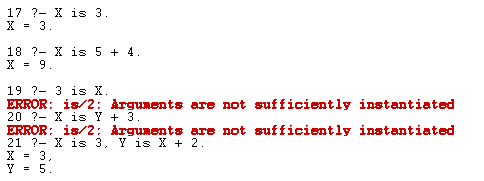 17 ?- X is 3.
X = 3.
18 ?- X is 5 + 4.
X = 9.
19 ?- 3 is X.
ERROR: is/2: Arguments are not sufficiently instantiated
20 ?- X is Y + 3.
ERROR: is/2: Arguments are not sufficiently instantiated
21 ?- X is 3, Y is X + 2.
X = 3,
Y = 5.